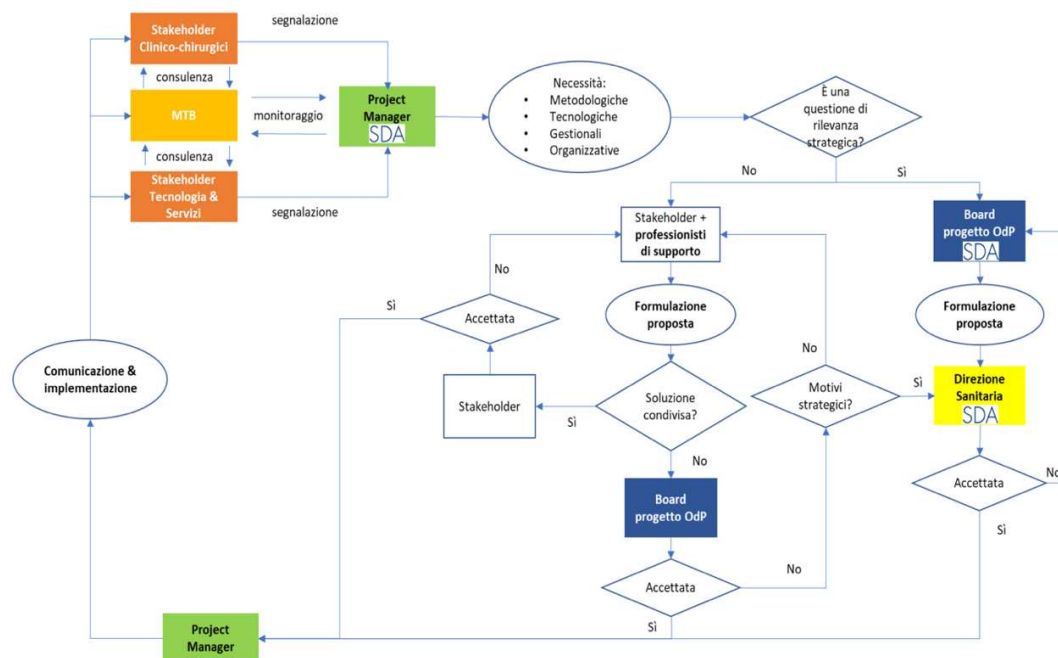 Stakeholder
Clinico-chirurgici
segnalazione
consulenza
MTB
monitoraggio
consulenza
Stakeholder
Tecnologia &
Servizi
segnalazione
Project
Manager
SDA
Necessità:
• Metodologiche
• Tecnologiche
• Gestionali
• Organizzative
È una
questione di
rilevanza
strategica?
No
Sì
Stakeholder +
professionisti
di supporto
Board
progetto OdP
SDA
No
Sì
Accettata
Formulazione
proposta
Formulazione
proposta
No
Comunicazione &
implementazione
Stakeholder
Sì
Soluzione
condivisa?
Motivi
strategici?
Sì
Direzione
Sanitaria
SDA
No
Board
progetto OdP
Accettata
No
Sì
Accettata
No
Sì
Project
Manager